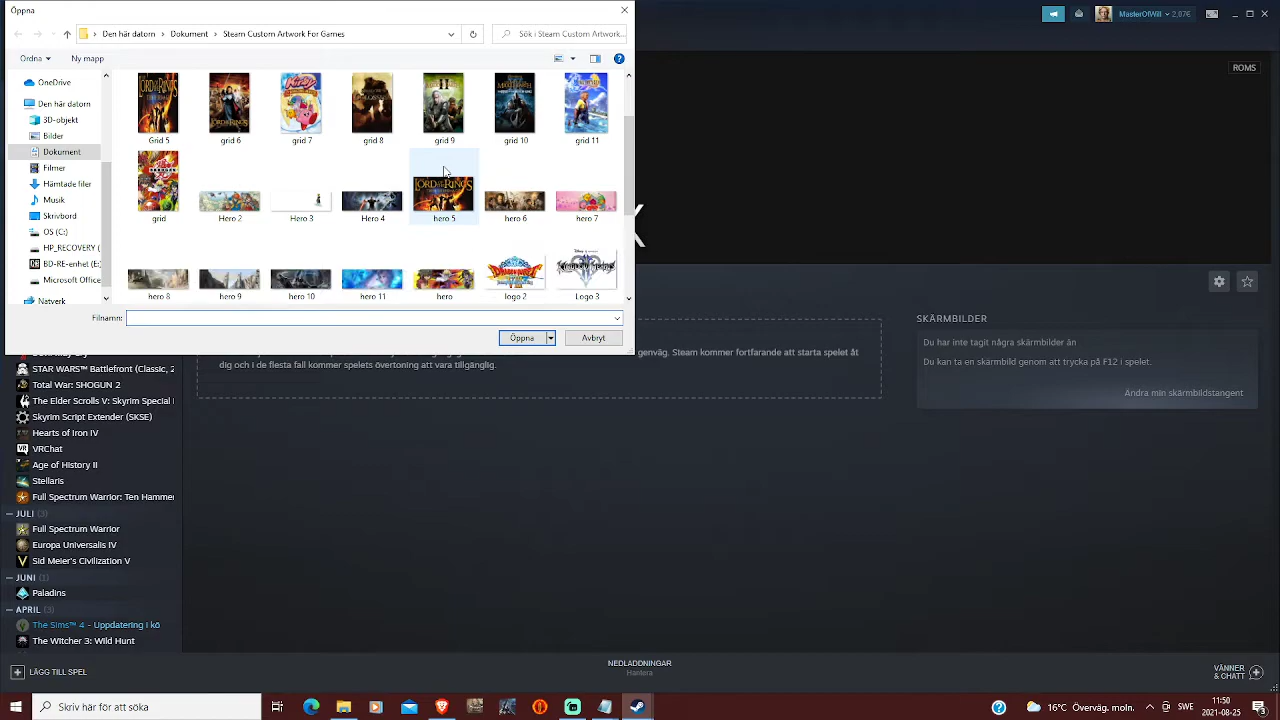 Öppna
MasterOfWill
2,87€
Den här datorn
Dokument
Steam Custom Artwork For Games
Sök i Steam Custom Artwork...
Ordna
Ny mapp
ROMS
OneDrive
Den här datorn
3D-objekt
Bilder
Dokument
Filmer
Hämtade filer
Musik
Skrivbord
OS (C:)
HP_RECOVERY (
BD-RE-enhet (E:
Microsoft Office
Nätverk
Grid 5
grid 6
grid 7
grid 8
grid 9
grid 10
grid 11
grid
Hero 2
Hero 3
Hero 4
hero 5
hero 6
hero 7
hero 8
hero 9
hero 10
hero 11
hero
logo 2
Logo 3
Filnamn:
Öppna
Avbryt
genväg. Steam kommer fortfarande att starta spelet åt
dig och i de flesta fall kommer spelets övertoning att vara tillgänglig.
SKÄRMBILDER
Du har inte tagit några skärmbilder än
Du kan ta en skärmbild genom att trycka på F12 i spelet.
Ändra min skärmbildstangent
Total War: SHOGUN 2
The Elder Scrolls V: Skyrim Special
Skyrim Script Extender (SKSE)
Hearts of Iron IV
VRChat
Age of History II
Stellaris
Full Spectrum Warrior: Ten Hamme
JULI (3)
Full Spectrum Warrior
Europa Universalis IV
Sid Meier's Civilization V
JUNI (1)
Paladins
APRIL (3)
The Sims™ 4 - Uppdatering i kö
The Witcher 3: Wild Hunt
LÄGG TILL SPEL
NEDLADDNINGAR
Hantera
VÄNNER
& CHATT
Skriv här för att söka
16°C Överväg. moln.
SWE
11:50
2021-08-25